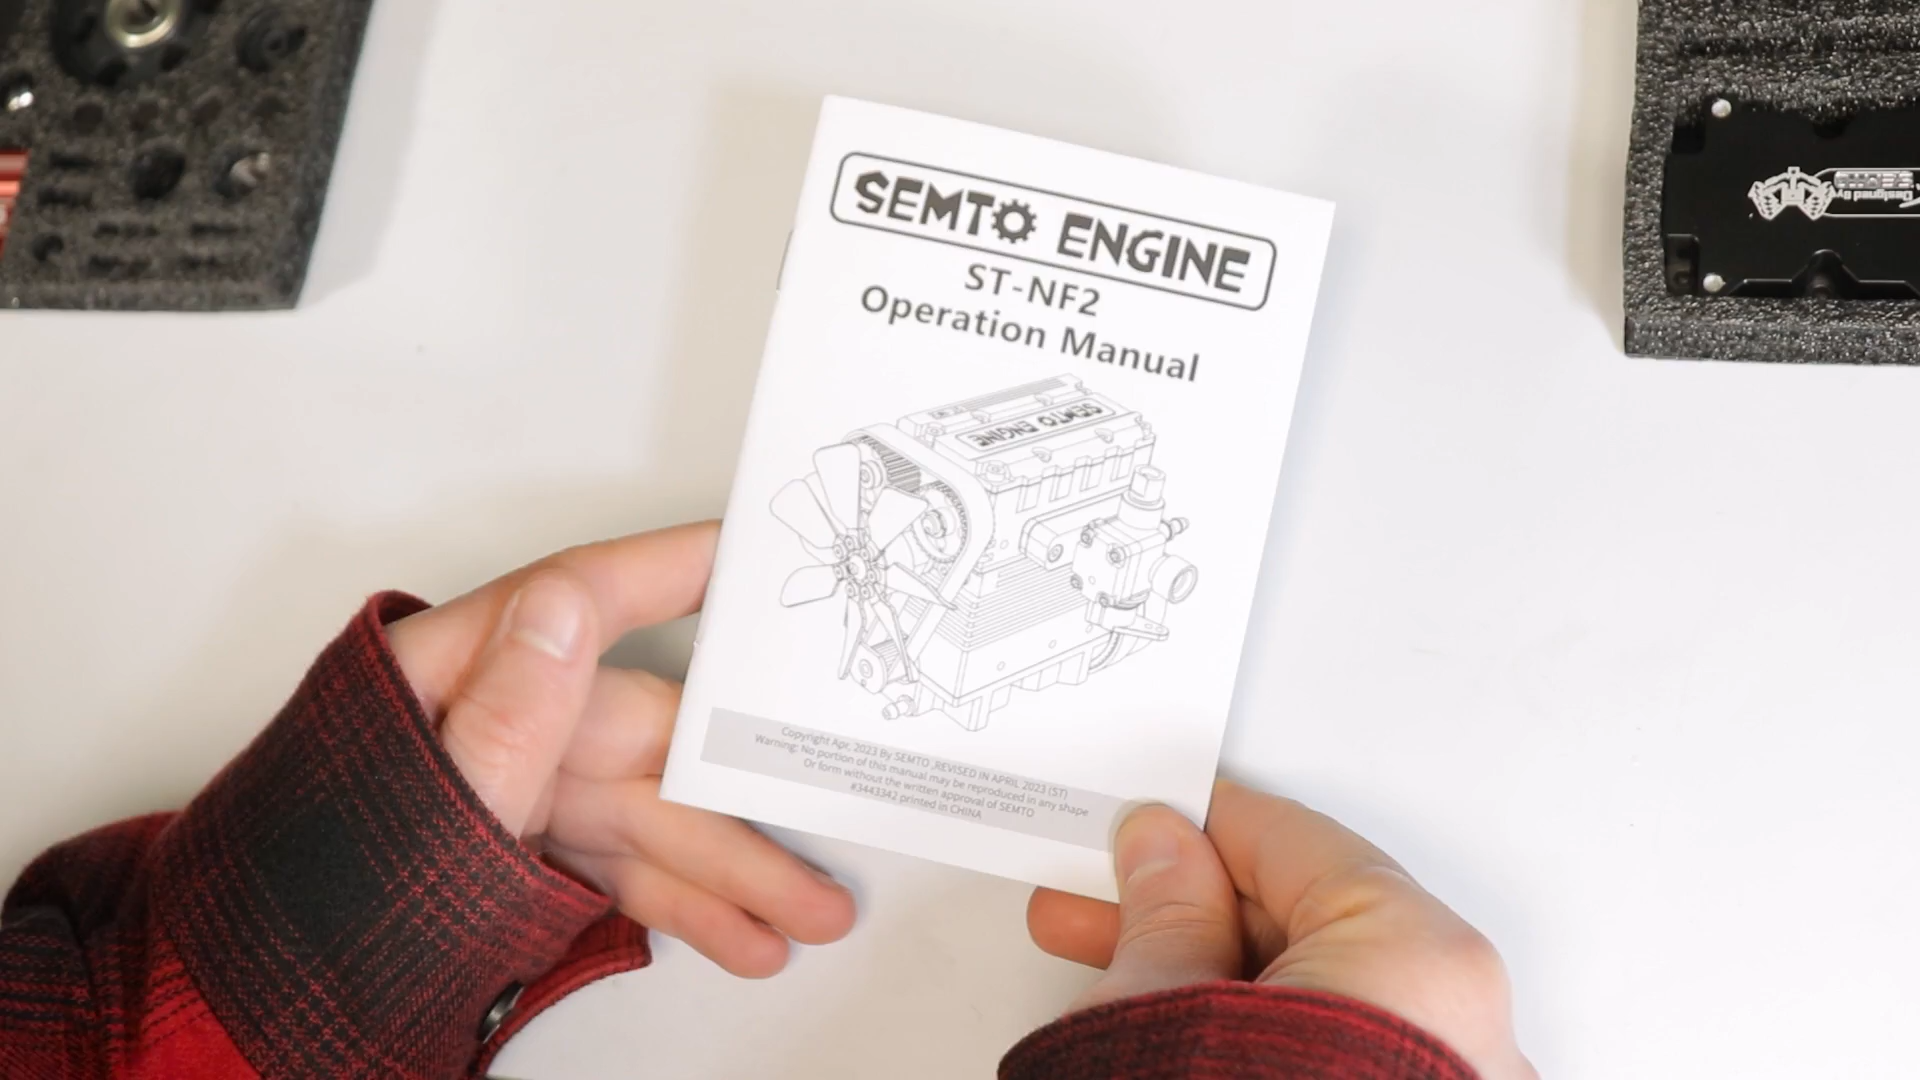 SEMTO ENGINE
ST-NF2
Operation Manual
SEMTO ENGINE
Copyright Apr, 2023 By SEMTO ,REVISED IN APRIL 2023 (ST)
Warning: No portion of this manual may be reproduced in any shape
Or form without the written approval of SEMTO
#3443342 printed in CHINA
Designed By